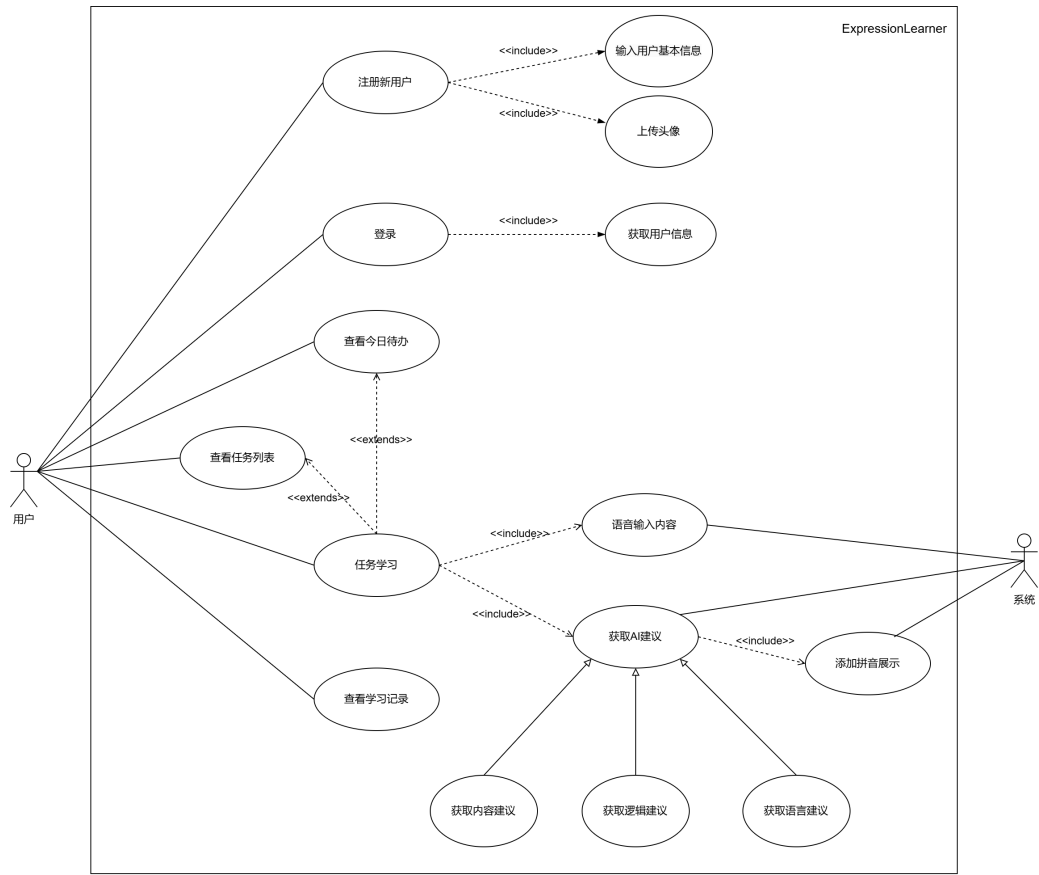 ExpressionLearner
<<include>>
输入用户基本信息
注册新用户
<<include>>
上传头像
登录
<<include>>
获取用户信息
查看今日待办
<<extends>>
查看任务列表
<<extends>>
用户
任务学习
<<include>>
语音输入内容
系统
<<include>>
获取AI建议
<<include>>
添加拼音展示
查看学习记录
获取内容建议
获取逻辑建议
获取语言建议